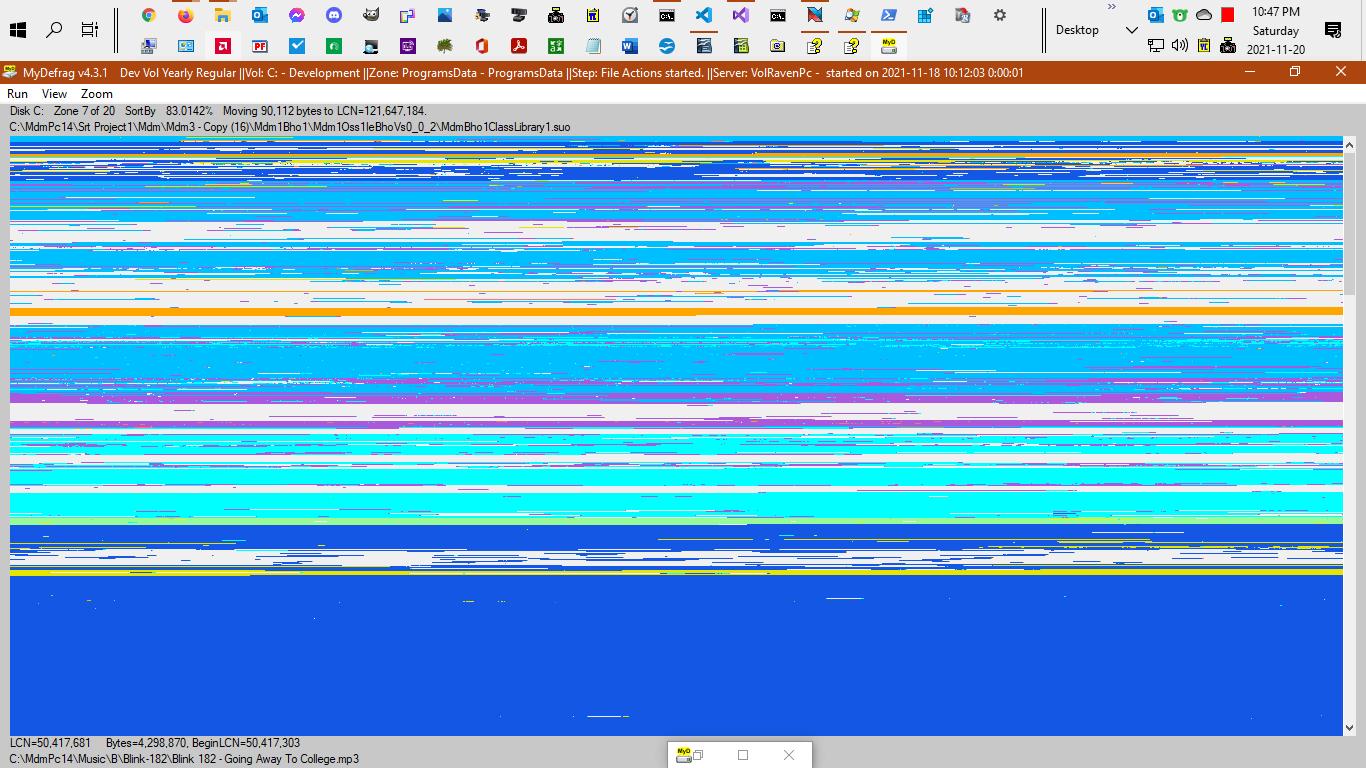 10:47 PM
Desktop
Saturday
2021-11-20
MyDefrag v4.3.1 Dev Vol Yearly Regular ||Vol: C: - Development ||Zone: ProgramsData - ProgramsData ||Step: File Actions started. ||Server: VolRavenPc - started on 2021-11-18 10:12:03 0:00:01
Run View Zoom
Disk C: Zone 7 of 20 SortBy 83.0142% Moving 90,112 bytes to LCN=121,647,184.
C:\MdmPc14\Srt Project1\Mdm\Mdm3 - Copy (16)\Mdm1Bho1\Mdm1Oss1IeBhoVs0_0_2\MdmBho1ClassLibrary1.suo
LCN=50,417,681 Bytes=4,298,870, BeginLCN=50,417,303
C:\MdmPc14\Music\B\Blink-182\Blink 182 - Going Away To College.mp3
MyD